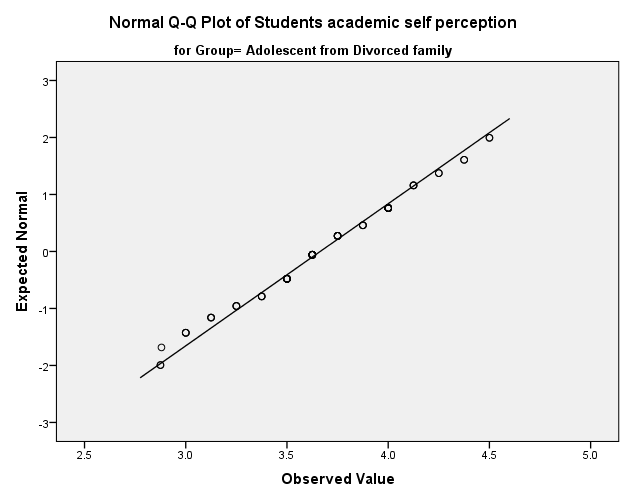 Normal Q-Q Plot of Students academic self perception
for Group= Adolescent from Divorced family
Expected Normal
3
2
1
0
-1
-2
-3
2.5 3.0 3.5 4.0 4.5 5.0
Observed Value